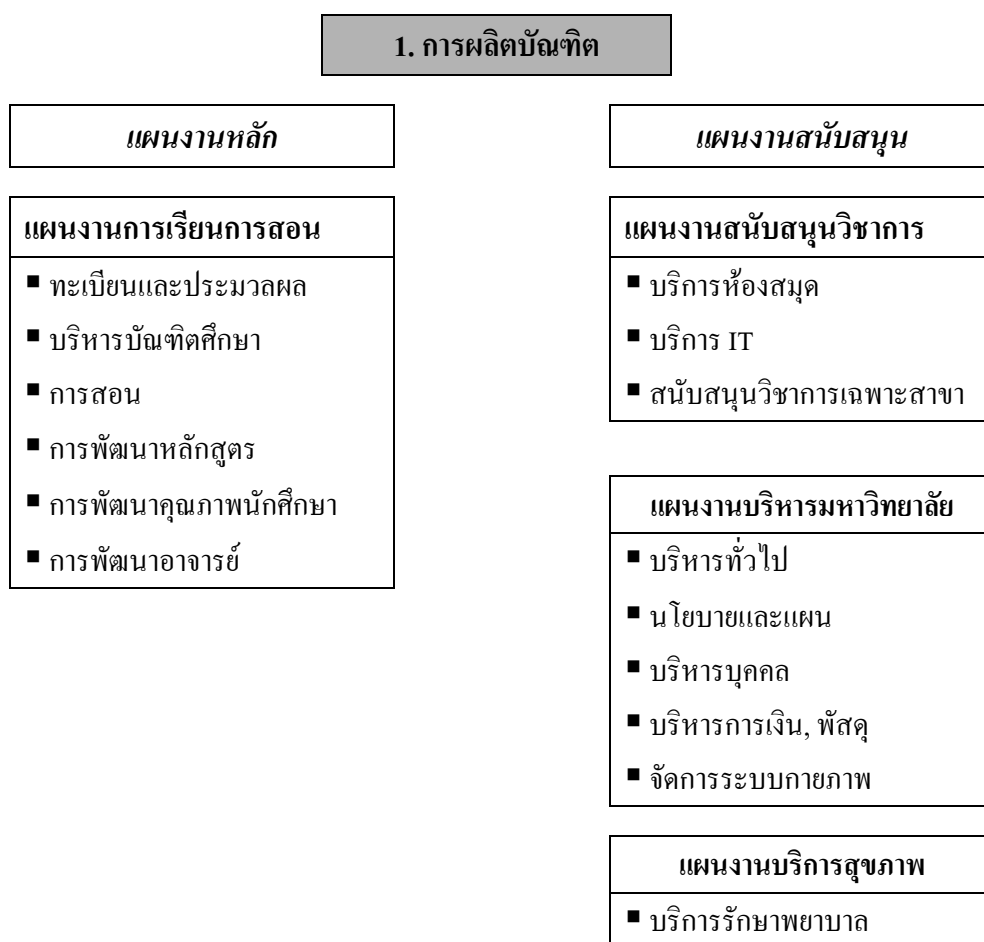 1. การผลิตบัณฑิต
แผนงานหลัก
แผนงานการเรียนการสอน
▪ ทะเบียนและประมวลผล
▪ บริหารบัณฑิตศึกษา
▪ การสอน
▪ การพัฒนาหลักสูตร
▪ การพัฒนาคุณภาพนักศึกษา
▪ การพัฒนาอาจารย์
แผนงานสนับสนุน
แผนงานสนับสนุนวิชาการ
▪ บริการห้องสมุด
▪ บริการ IT
▪ สนับสนุนวิชาการเฉพาะสาขา
แผนงานบริหารมหาวิทยาลัย
▪ บริหารทั่วไป
▪ นโยบายและแผน
▪ บริหารบุคคล
▪ บริหารการเงิน, พัสดุ
▪ จัดการระบบกายภาพ
แผนงานบริการสุขภาพ
▪ บริการรักษาพยาบาล